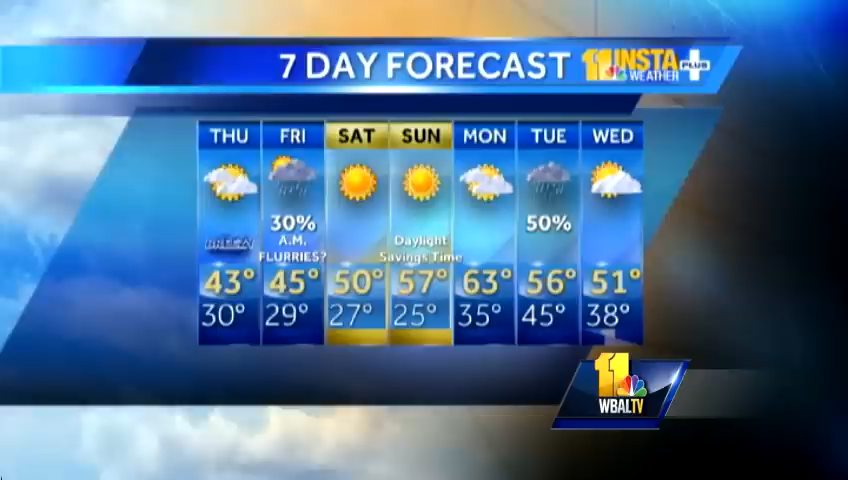 7 DAY FORECAST
11 INSTA
WEATHER PLUS
THU FRI SAT SUN MON TUE WED
30% 50%
A.M. Daylight
BREEZY FLURRIES? Savings Time
43° 45° 50° 57° 63° 56° 51°
30° 29° 27° 25° 35° 45° 38°
11
WBALTV